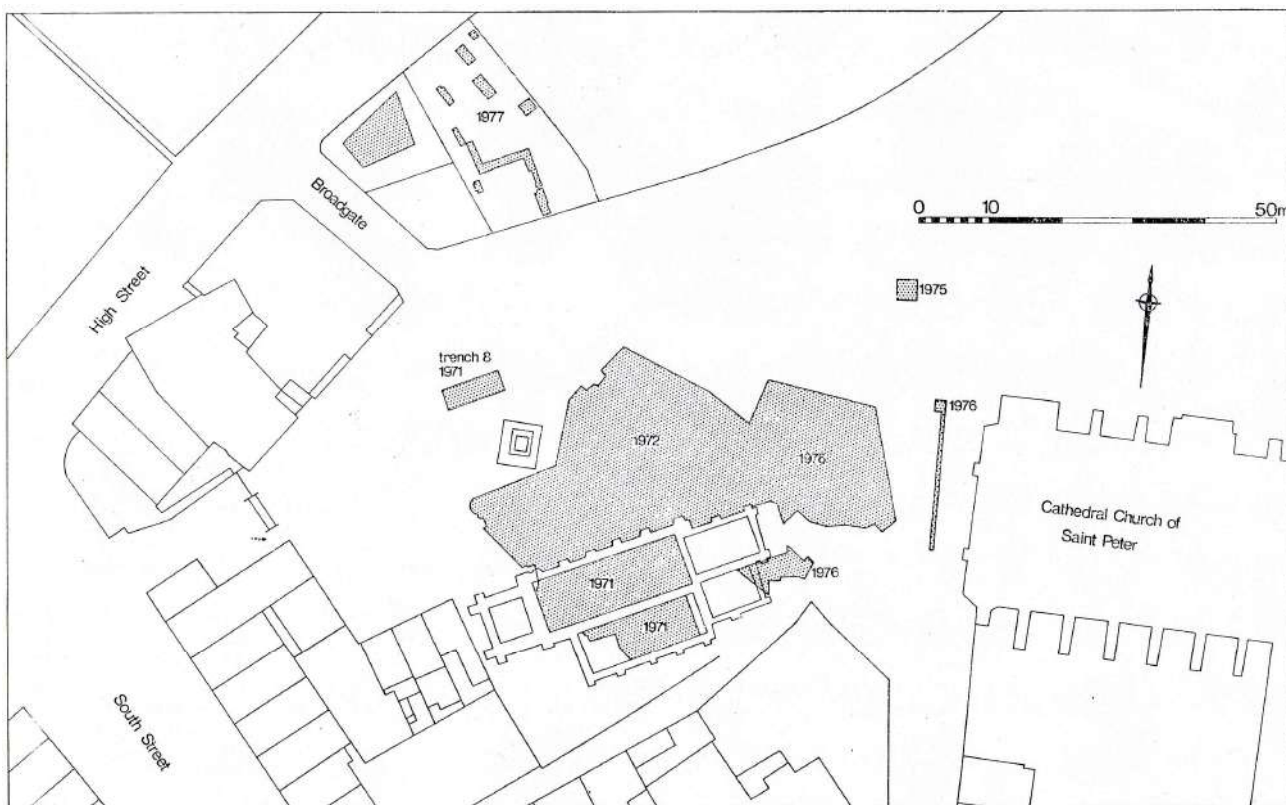 1977
Broadgate
0 10 50m
High Street
1975
trench 8
1971
1976
1972
1976
Cathedral Church of
Saint Peter
1971
1976
1971
South Street